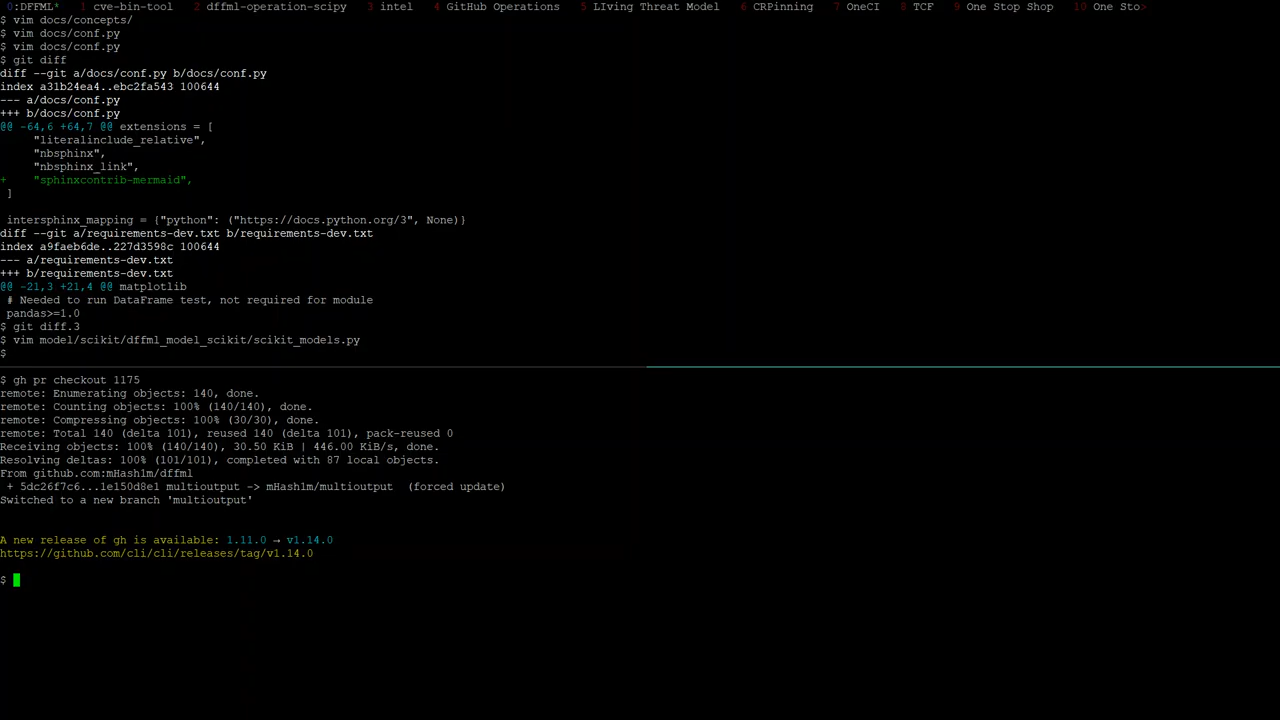 0:DFFML* 1 cve-bin-tool 2 dffml-operation-scipy 3 intel 4 GitHub Operations 5 LIving Threat Model 6 CRPinning 7 OneCI 8 TCF 9 One Stop Shop 10 One Sto>
$ vim docs/concepts/
$ vim docs/conf.py
$ vim docs/conf.py
$ git diff
diff --git a/docs/conf.py b/docs/conf.py
index a31b24ea4..ebc2fa543 100644
--- a/docs/conf.py
+++ b/docs/conf.py
@@ -64,6 +64,7 @@ extensions = [
     "literalinclude_relative",
     "nbsphinx",
     "nbsphinx_link",
+    "sphinxcontrib-mermaid",
 ]
 intersphinx_mapping = {"python": ("https://docs.python.org/3", None)}
diff --git a/requirements-dev.txt b/requirements-dev.txt
index a9faeb6de..227d3598c 100644
--- a/requirements-dev.txt
+++ b/requirements-dev.txt
@@ -21,3 +21,4 @@ matplotlib
 # Needed to run DataFrame test, not required for module
 pandas>=1.0
$ git diff.3
$ vim model/scikit/dffml_model_scikit/scikit_models.py
$
$ gh pr checkout 1175
remote: Enumerating objects: 140, done.
remote: Counting objects: 100% (140/140), done.
remote: Compressing objects: 100% (30/30), done.
remote: Total 140 (delta 101), reused 140 (delta 101), pack-reused 0
Receiving objects: 100% (140/140), 30.50 KiB | 446.00 KiB/s, done.
Resolving deltas: 100% (101/101), completed with 87 local objects.
From github.com:mHash1m/dffml
 + 5dc26f7c6...1e150d8e1 multioutput -> mHash1m/multioutput  (forced update)
Switched to a new branch 'multioutput'
A new release of gh is available: 1.11.0 → v1.14.0
https://github.com/cli/cli/releases/tag/v1.14.0
$